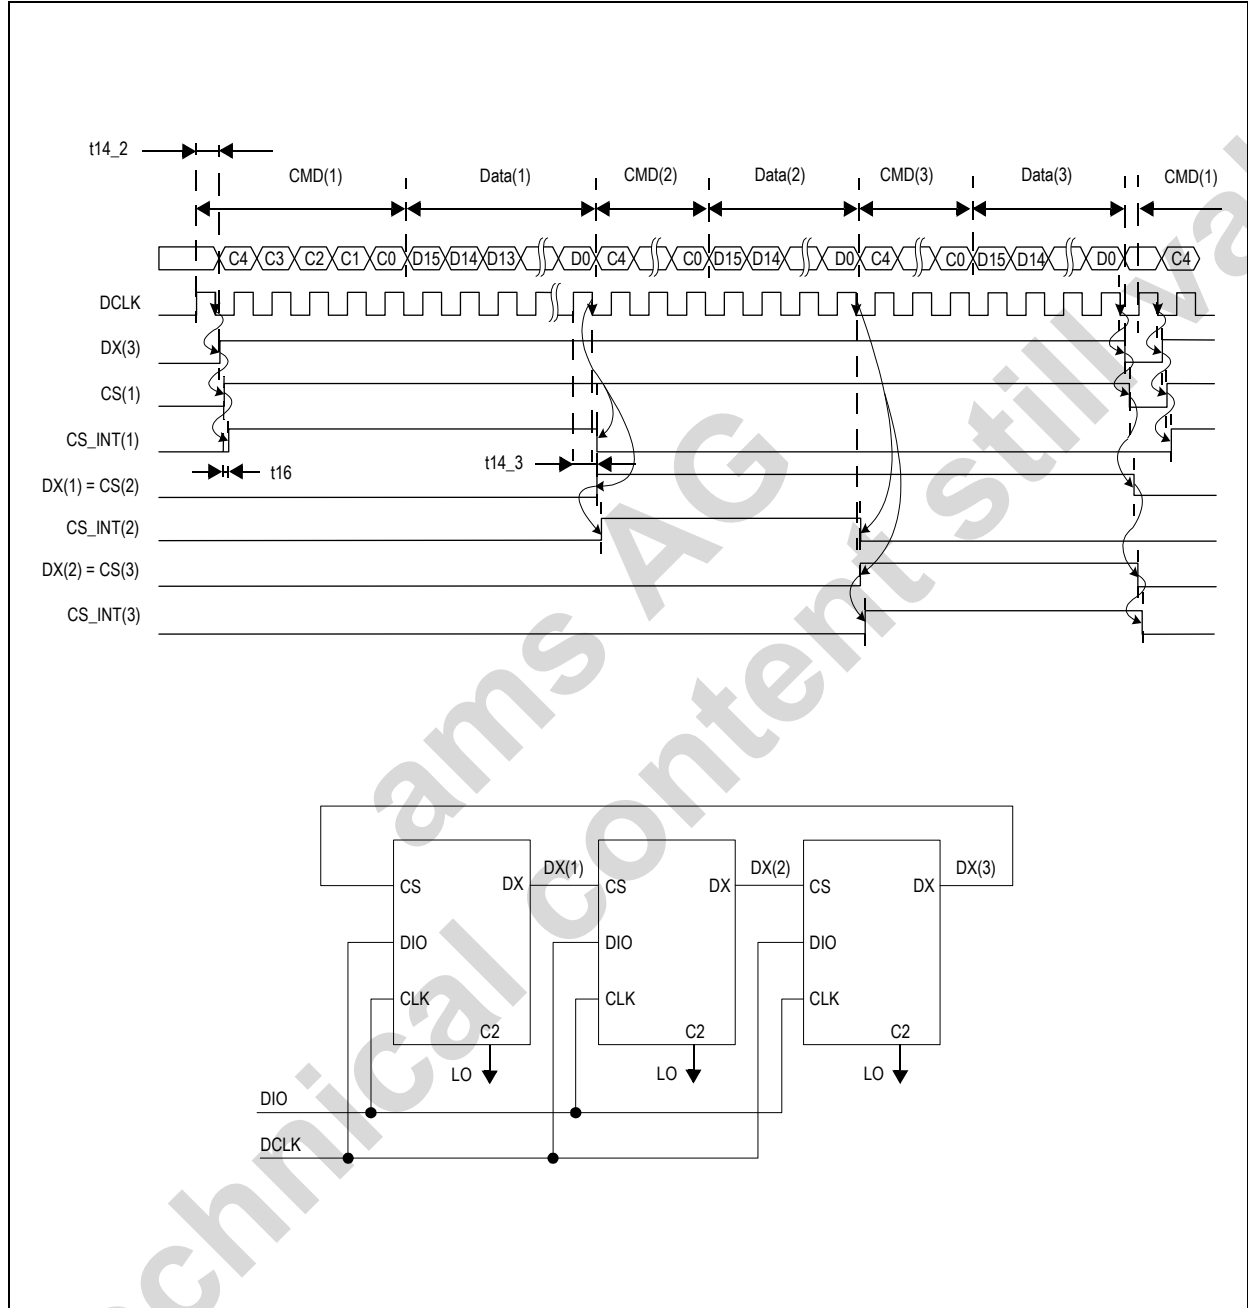 t14_2
CMD(1) Data(1) CMD(2) Data(2) CMD(3) Data(3) CMD(1)
C4 C3 C2 C1 C0 D15 D14 D13 D0 C4 C0 D15 D14 D0 C4 C0 D15 D14 D0 C4
DCLK
DX(3)
CS(1)
CS_INT(1)
t16 t14_3
DX(1) = CS(2)
CS_INT(2)
DX(2) = CS(3)
CS_INT(3)
ams AG
technical content still val
CS DX DX(1) CS DX DX(2) CS DX DX(3)
DIO DIO DIO
CLK CLK CLK
C2 C2 C2
LO LO LO
DIO
DCLK